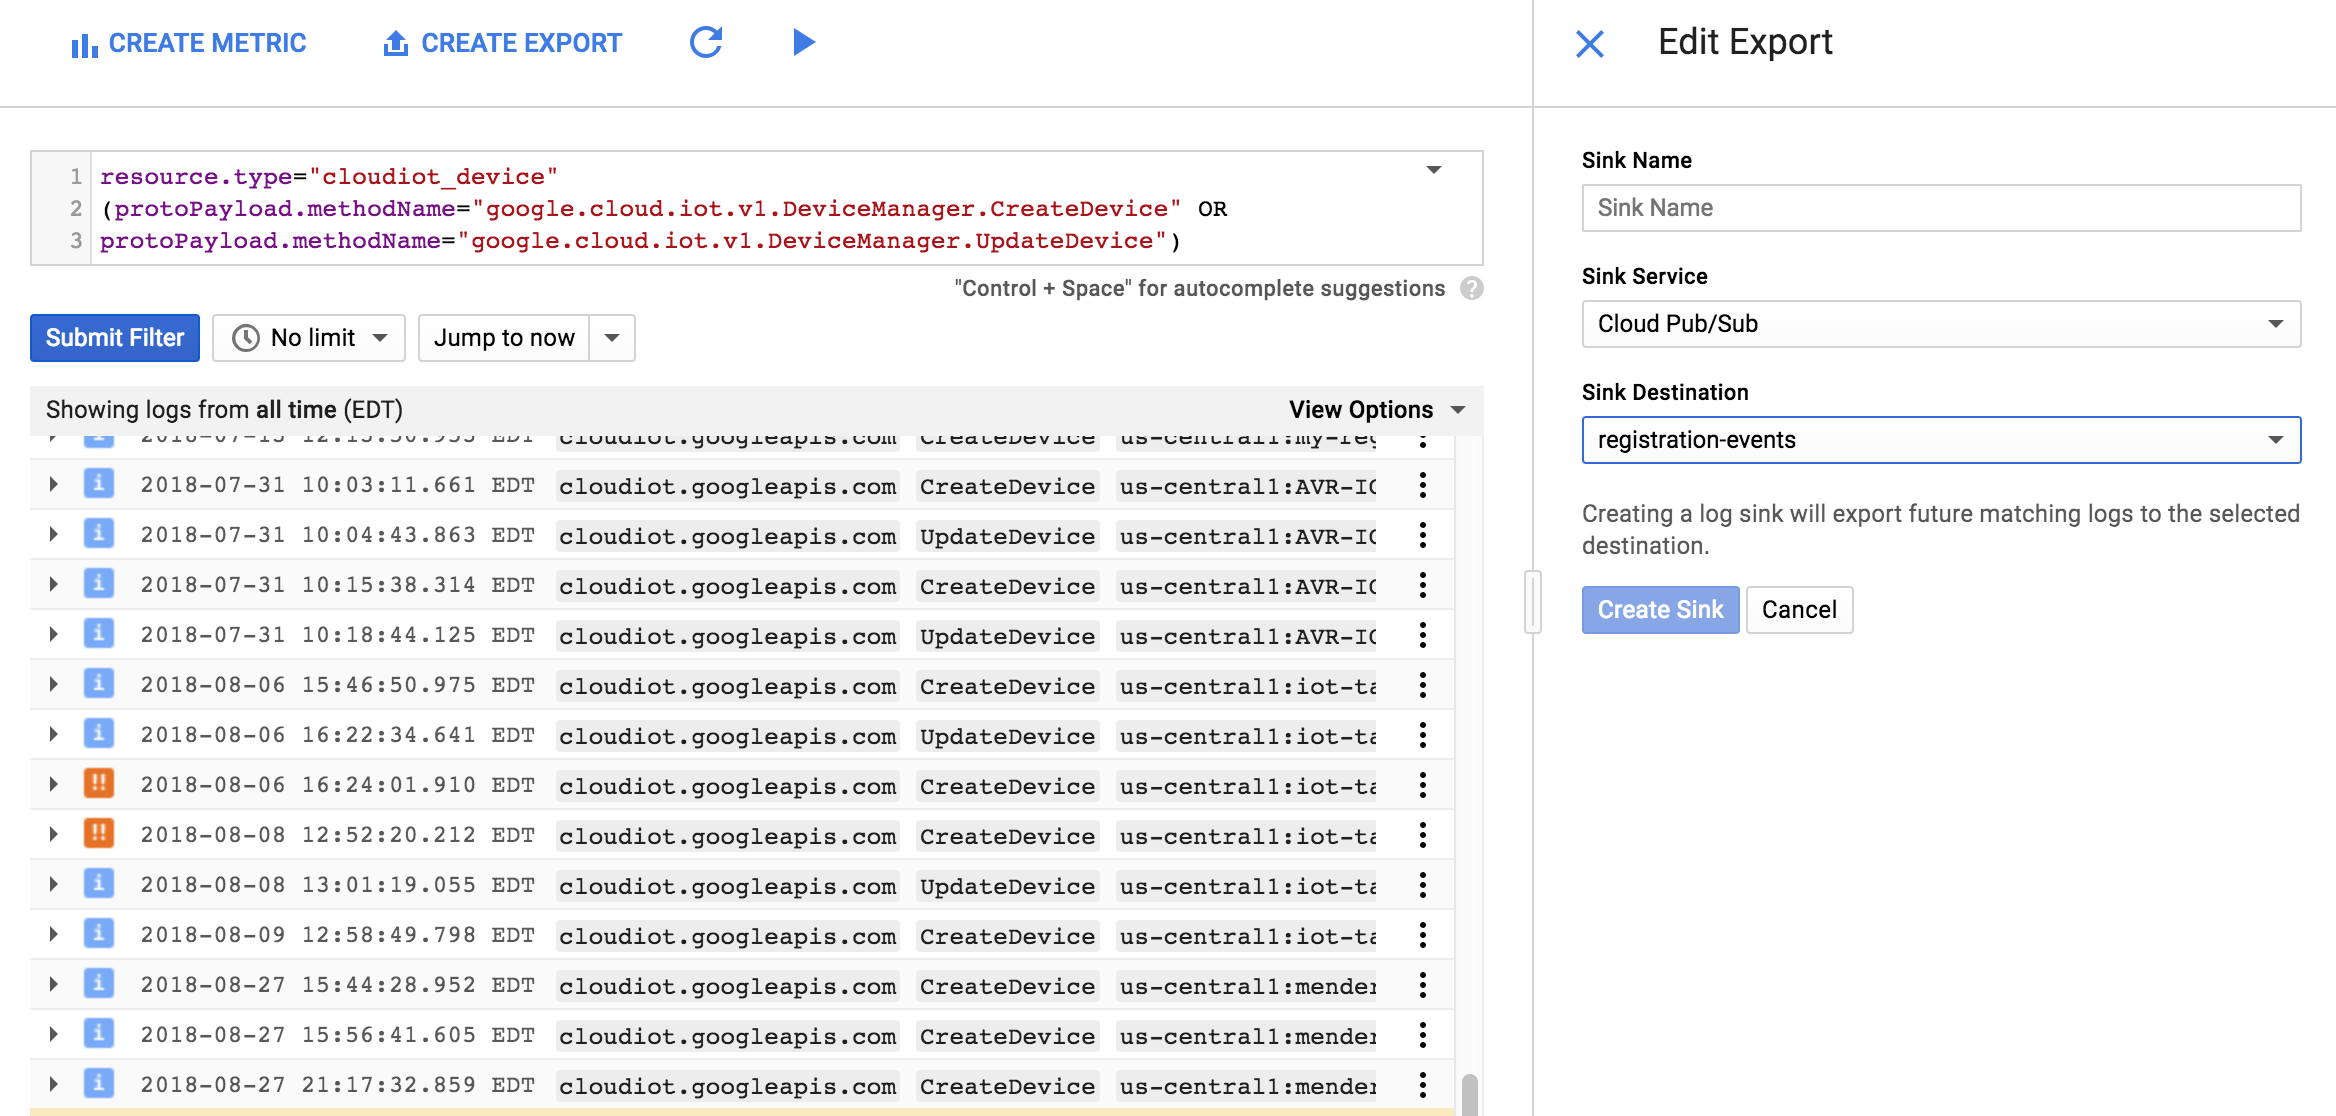 CREATE METRIC CREATE EXPORT
Edit Export
1 resource.type="cloudiot_device"
2 (protoPayload.methodName="google.cloud.iot.v1.DeviceManager.CreateDevice" OR
3 protoPayload.methodName="google.cloud.iot.v1.DeviceManager.UpdateDevice")
"Control + Space" for autocomplete suggestions ?
Submit Filter No limit Jump to now
Showing logs from all time (EDT) View Options
cloudiot.googleapis.com CreateDevice us-central1:my-reg
i 2018-07-31 10:03:11.661 EDT cloudiot.googleapis.com CreateDevice us-central1:AVR-IO
i 2018-07-31 10:04:43.863 EDT cloudiot.googleapis.com UpdateDevice us-central1:AVR-IO
i 2018-07-31 10:15:38.314 EDT cloudiot.googleapis.com CreateDevice us-central1:AVR-IO
i 2018-07-31 10:18:44.125 EDT cloudiot.googleapis.com UpdateDevice us-central1:AVR-IO
i 2018-08-06 15:46:50.975 EDT cloudiot.googleapis.com CreateDevice us-central1:iot-ta
i 2018-08-06 16:22:34.641 EDT cloudiot.googleapis.com UpdateDevice us-central1:iot-ta
!! 2018-08-06 16:24:01.910 EDT cloudiot.googleapis.com CreateDevice us-central1:iot-ta
!! 2018-08-08 12:52:20.212 EDT cloudiot.googleapis.com CreateDevice us-central1:iot-ta
i 2018-08-08 13:01:19.055 EDT cloudiot.googleapis.com UpdateDevice us-central1:iot-ta
i 2018-08-09 12:58:49.798 EDT cloudiot.googleapis.com CreateDevice us-central1:iot-ta
i 2018-08-27 15:44:28.952 EDT cloudiot.googleapis.com CreateDevice us-central1:mender
i 2018-08-27 15:56:41.605 EDT cloudiot.googleapis.com CreateDevice us-central1:mender
i 2018-08-27 21:17:32.859 EDT cloudiot.googleapis.com CreateDevice us-central1:mender
Sink Name
Sink Name
Sink Service
Cloud Pub/Sub
Sink Destination
registration-events
Creating a log sink will export future matching logs to the selected
destination.
Create Sink Cancel